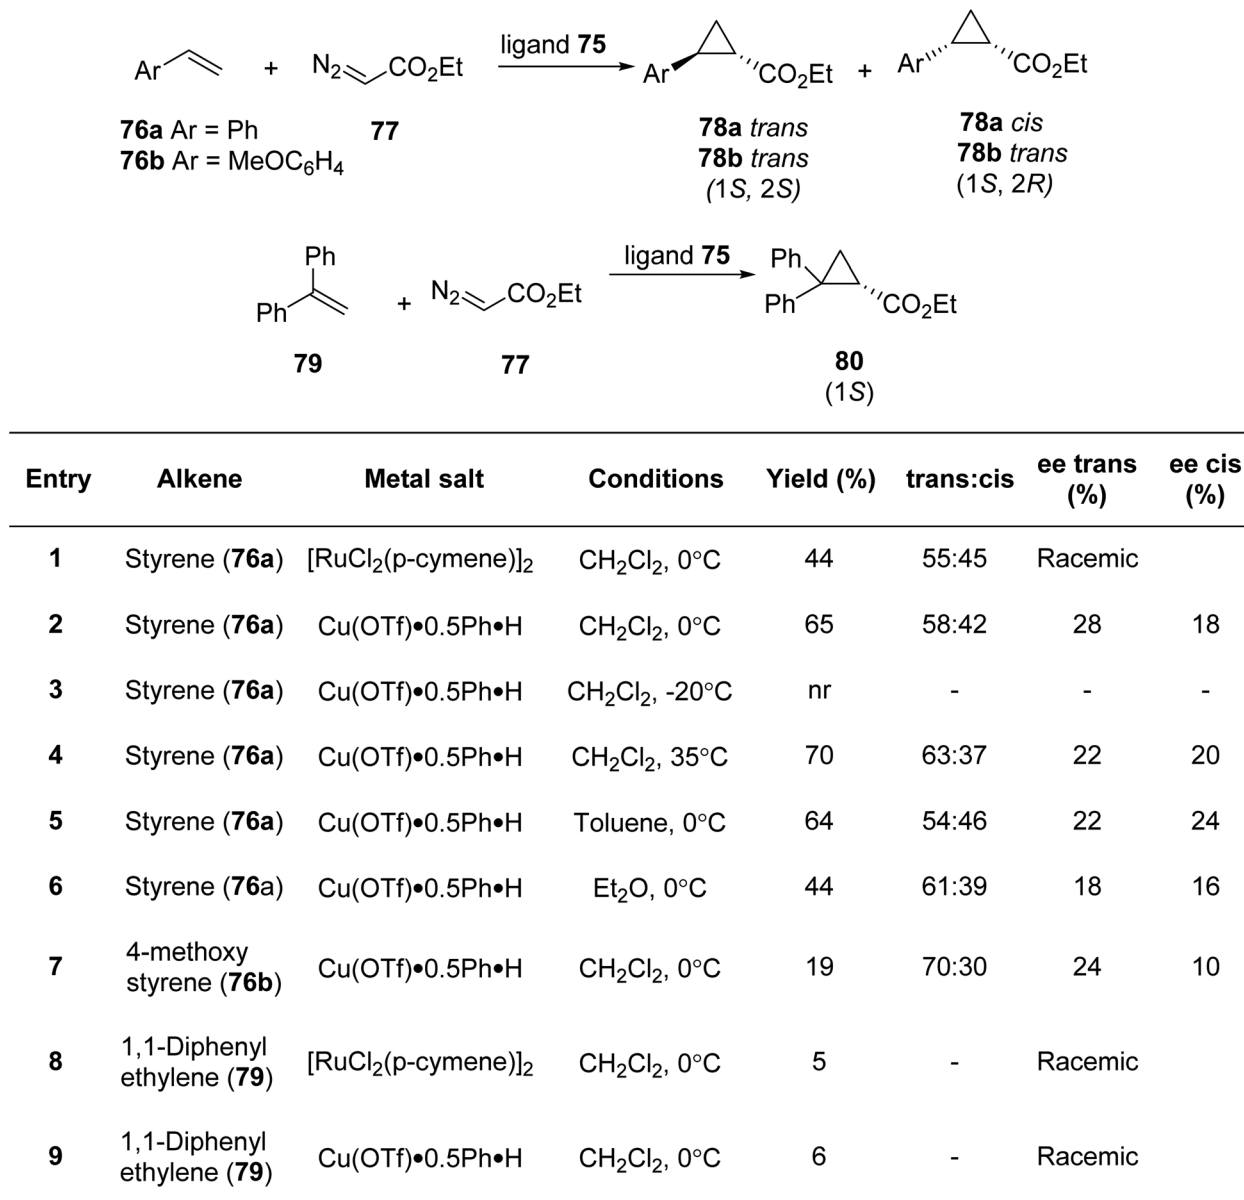 Ar + N₂ CO₂Et ligand 75 Ar CO₂Et + Ar CO₂Et
76a Ar = Ph 77 78a trans 78a cis
76b Ar = MeOC₆H₄ 78b trans 78b trans
(1S, 2S) (1S, 2R)
Ph Ph + N₂ CO₂Et ligand 75 Ph Ph CO₂Et
79 77 80
(1S)
Entry Alkene Metal salt Conditions Yield (%) trans:cis ee trans (%) ee cis (%)
1 Styrene (76a) [RuCl₂(p-cymene)]₂ CH₂Cl₂, 0°C 44 55:45 Racemic
2 Styrene (76a) Cu(OTf)•0.5Ph•H CH₂Cl₂, 0°C 65 58:42 28 18
3 Styrene (76a) Cu(OTf)•0.5Ph•H CH₂Cl₂, -20°C nr - - -
4 Styrene (76a) Cu(OTf)•0.5Ph•H CH₂Cl₂, 35°C 70 63:37 22 20
5 Styrene (76a) Cu(OTf)•0.5Ph•H Toluene, 0°C 64 54:46 22 24
6 Styrene (76a) Cu(OTf)•0.5Ph•H Et₂O, 0°C 44 61:39 18 16
7 4-methoxy styrene (76b) Cu(OTf)•0.5Ph•H CH₂Cl₂, 0°C 19 70:30 24 10
8 1,1-Diphenyl ethylene (79) [RuCl₂(p-cymene)]₂ CH₂Cl₂, 0°C 5 - Racemic
9 1,1-Diphenyl ethylene (79) Cu(OTf)•0.5Ph•H CH₂Cl₂, 0°C 6 - Racemic